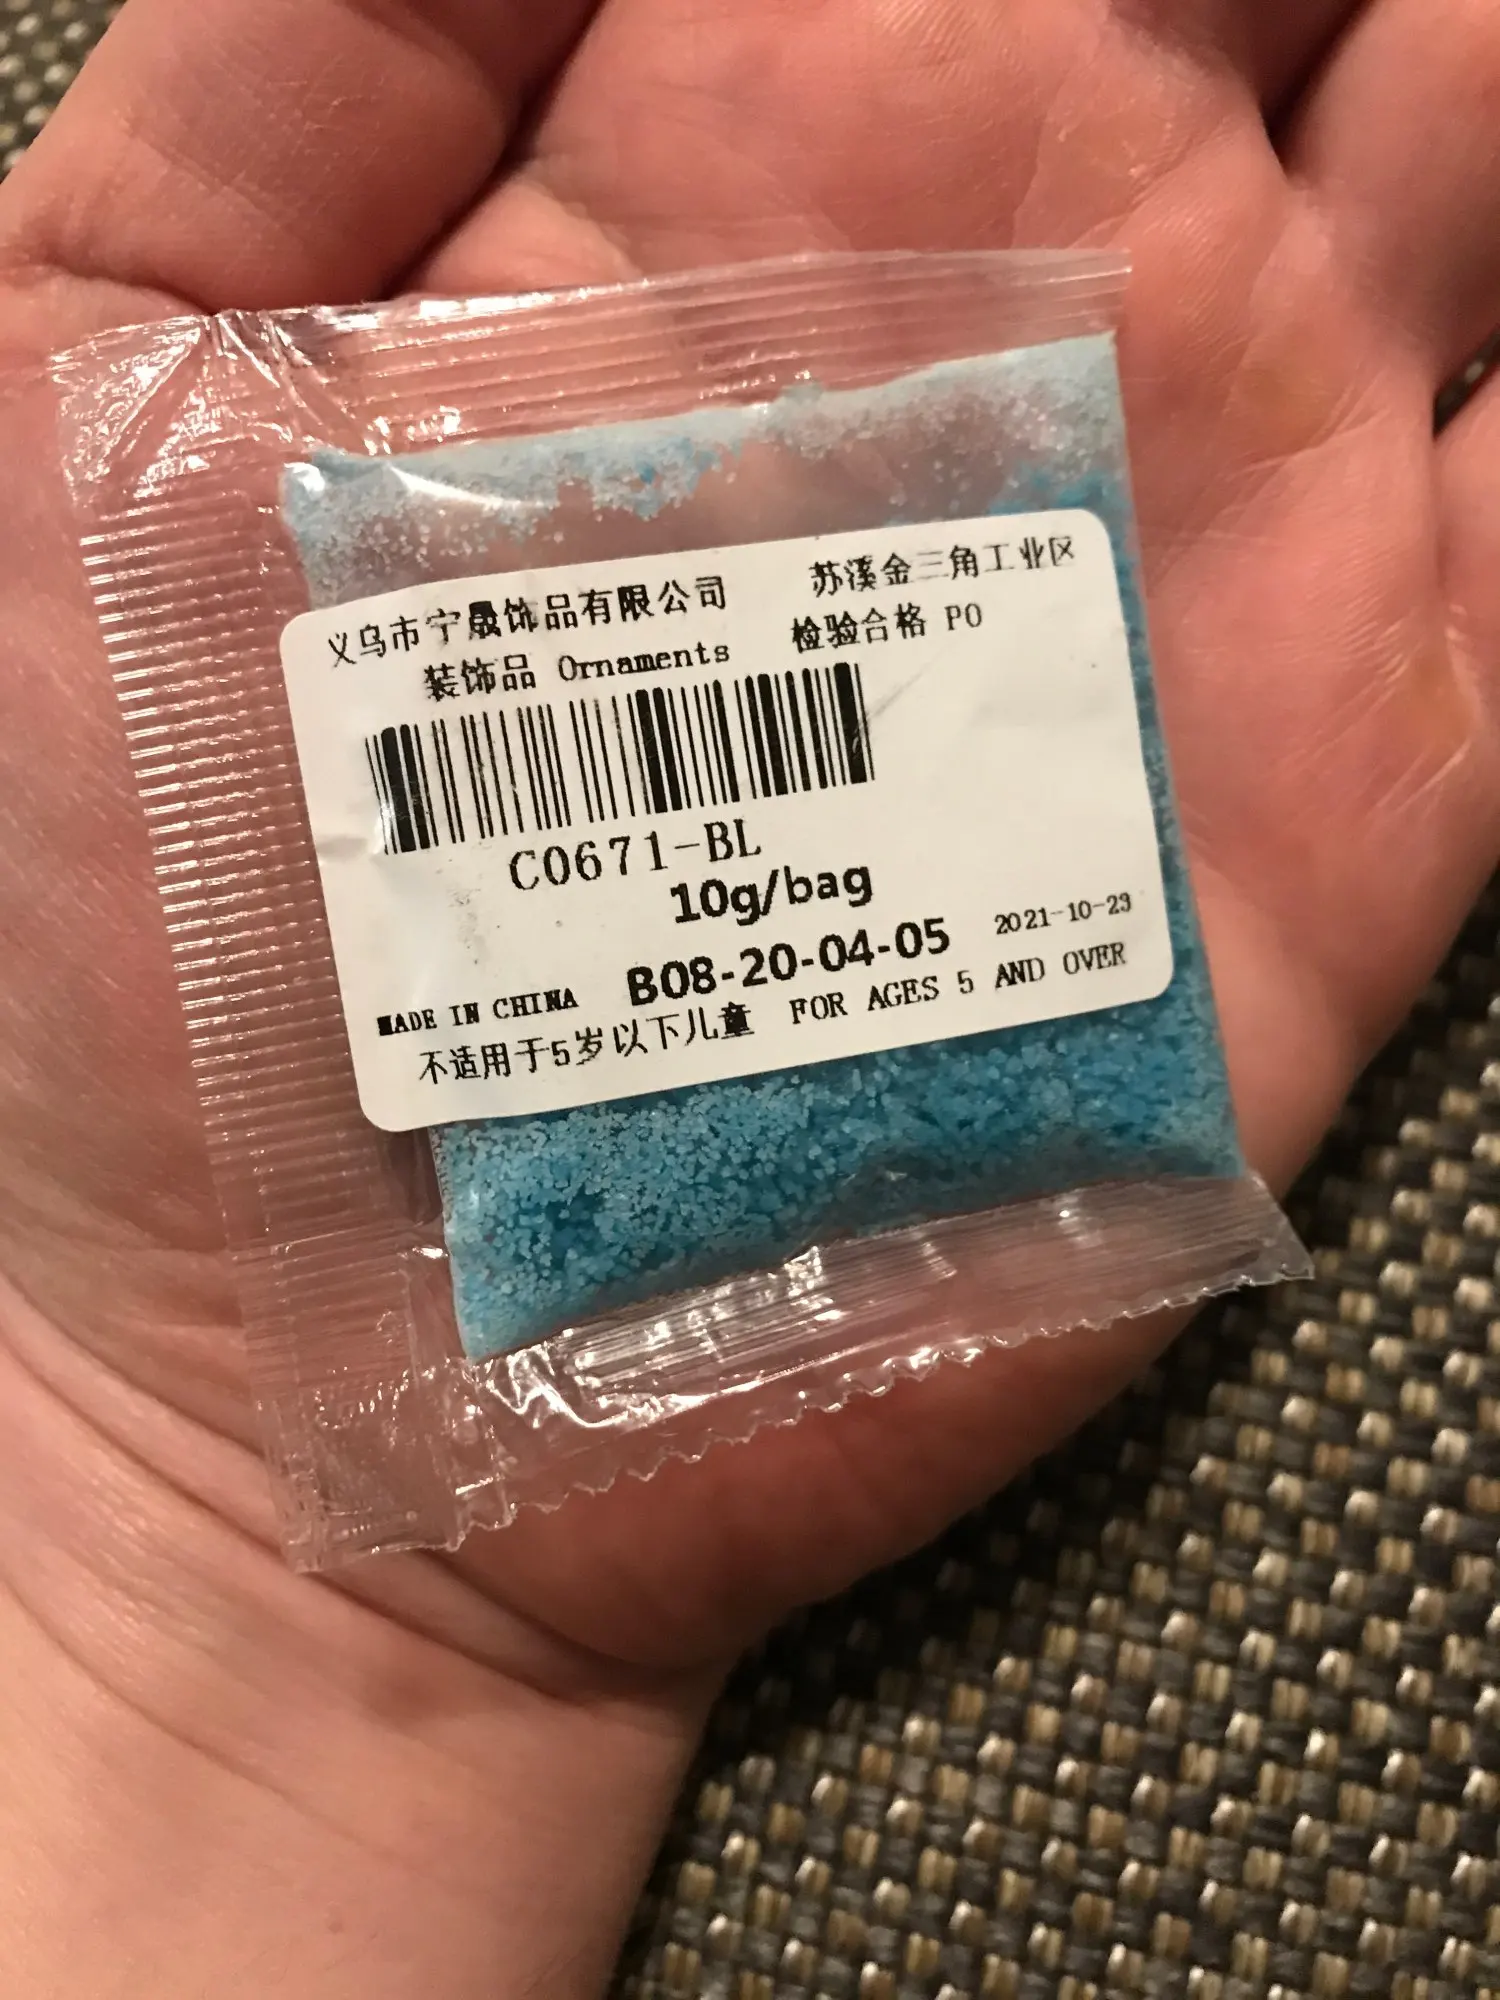 义乌市宁晟饰品有限公司 苏溪金三角工业区
装饰品 Ornaments 检验合格 P0
C0671-BL
10g/bag
B08-20-04-05 2021-10-23
MADE IN CHINA
不适用于5岁以下儿童 FOR AGES 5 AND OVER